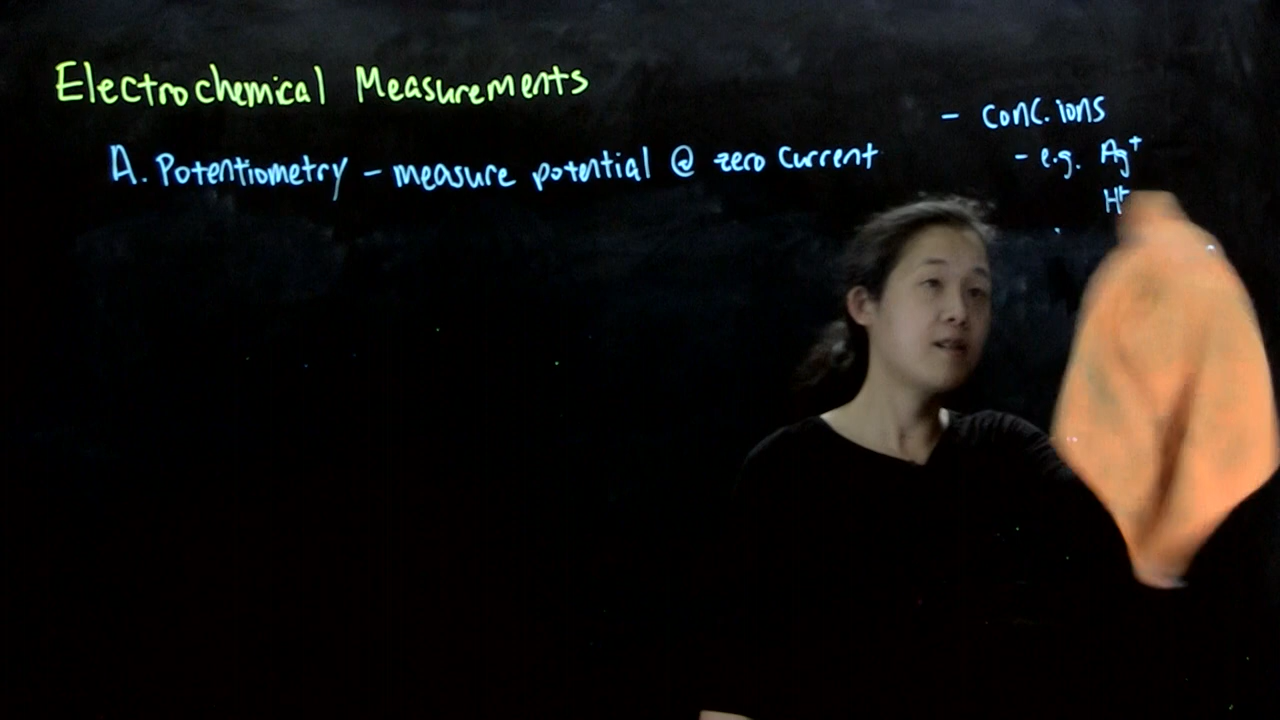 Electrochemical Measurements
A. Potentiometry - measure potential @ zero current
- conc. ions
- e.g. Ag+
H+